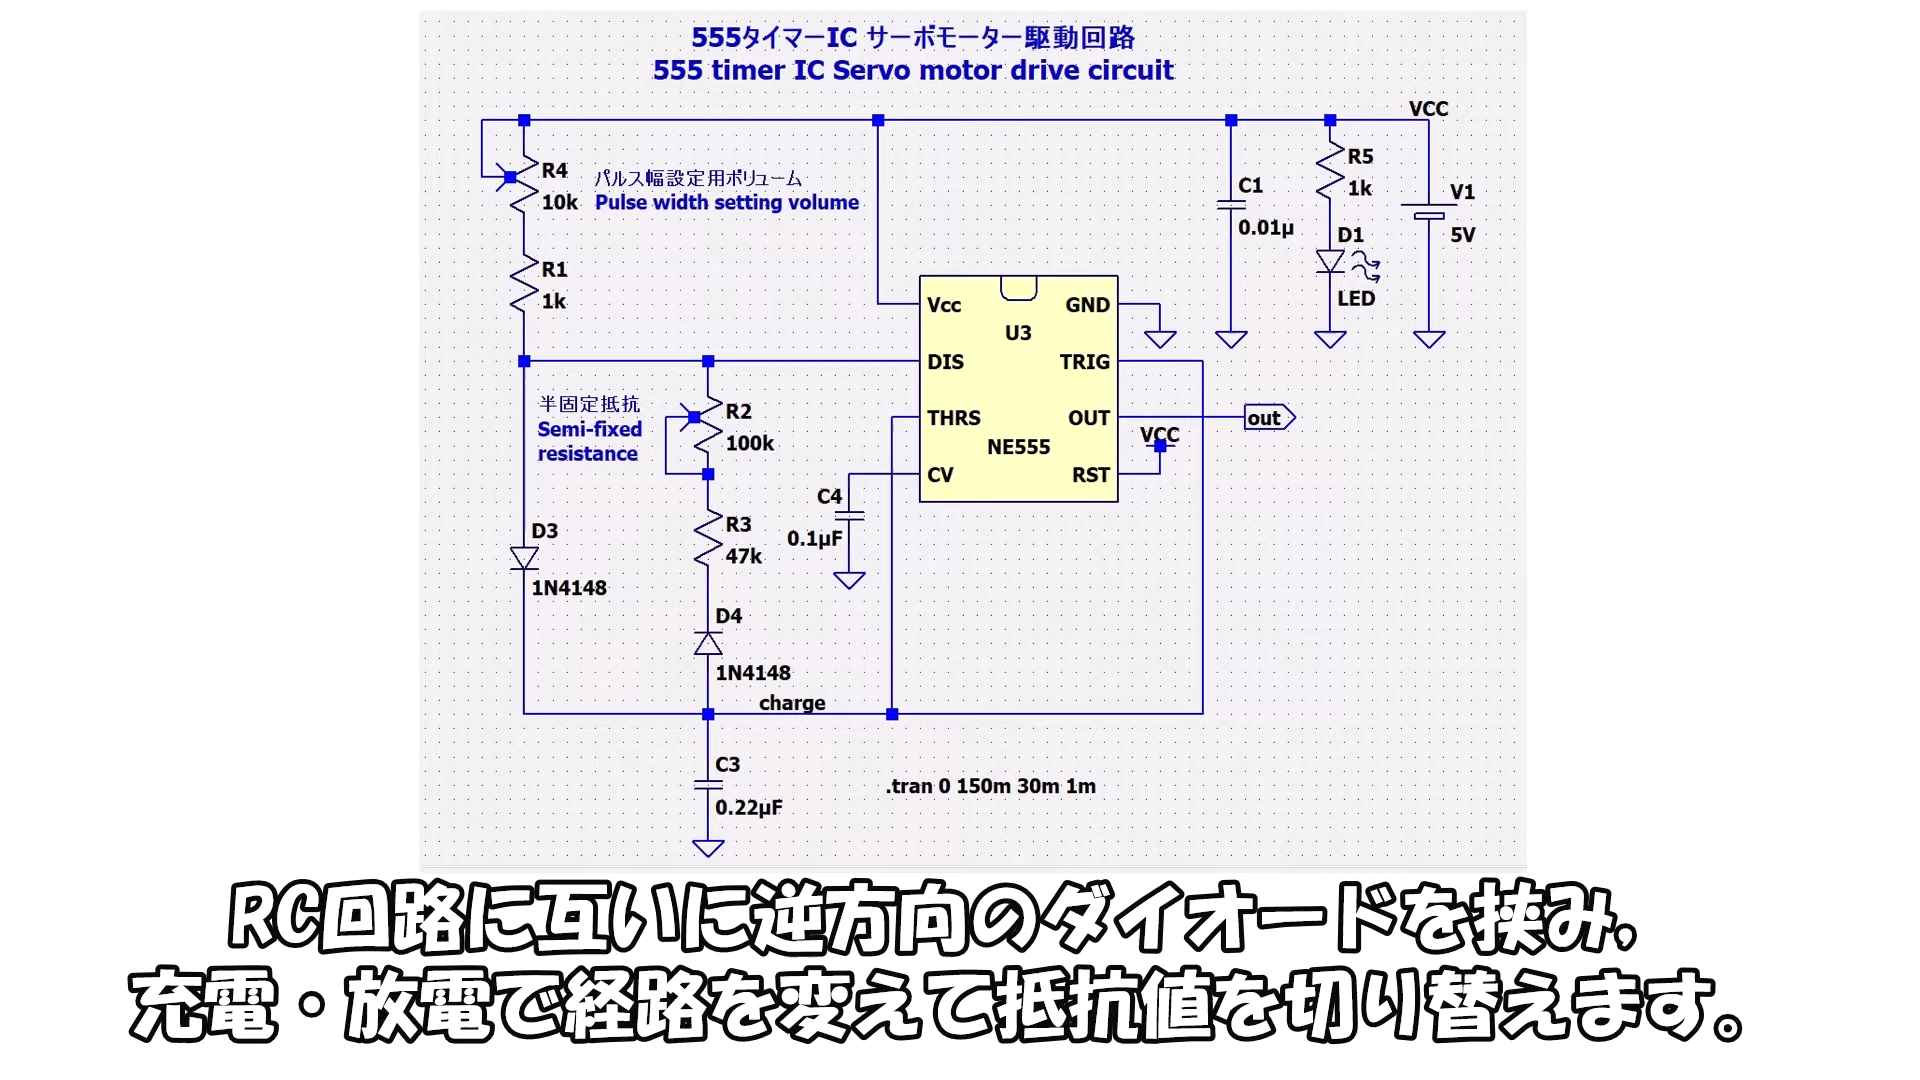 555タイマーIC サーボモーター駆動回路
555 timer IC Servo motor drive circuit
VCC
R4
10k
パルス幅設定用ボリューム
Pulse width setting volume
R1
1k
C1
0.01µ
R5
1k
D1
LED
V1
5V
Vcc
GND
U3
DIS
TRIG
THRS
OUT
NE555
CV
RST
out
VCC
半固定抵抗
Semi-fixed
resistance
R2
100k
C4
0.1µF
R3
47k
D3
1N4148
D4
1N4148
charge
C3
0.22µF
.tran 0 150m 30m 1m
RC回路に互いに逆方向のダイオードを挟み,
充電・放電で経路を変えて抵抗値を切り替えます。